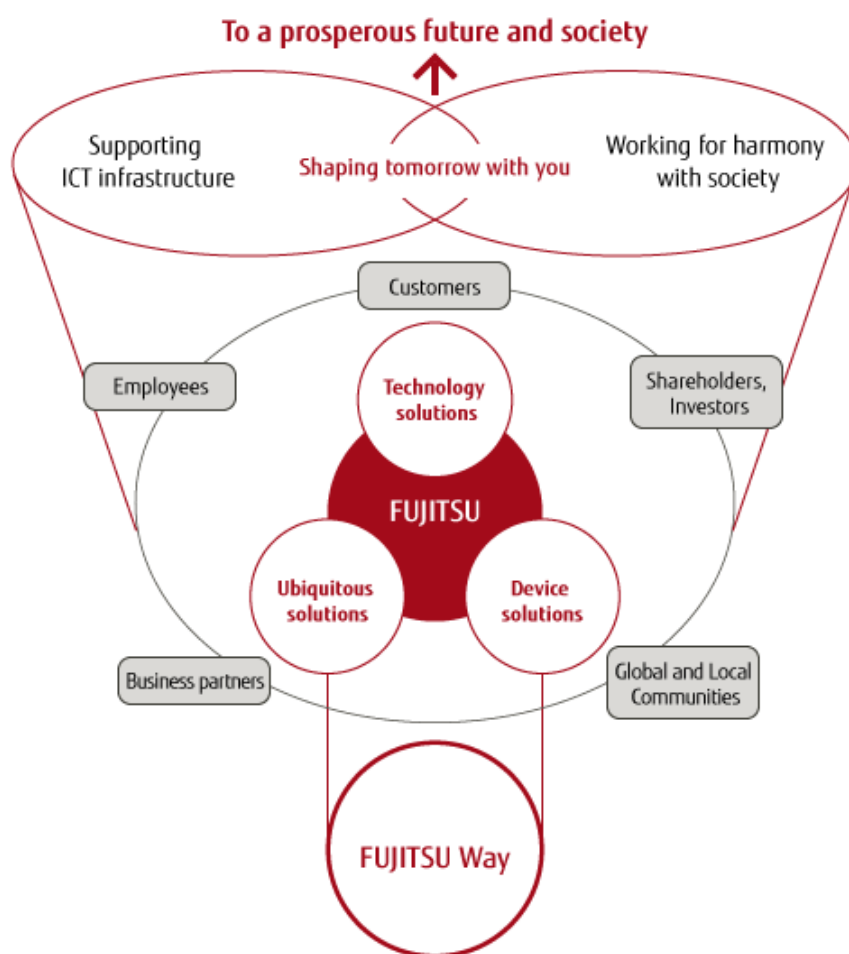 To a prosperous future and society
Supporting
ICT infrastructure
Shaping tomorrow with you
Working for harmony
with society
Customers
Employees
Shareholders,
Investors
Technology
solutions
FUJITSU
Ubiquitous
solutions
Device
solutions
Business partners
Global and Local
Communities
FUJITSU Way